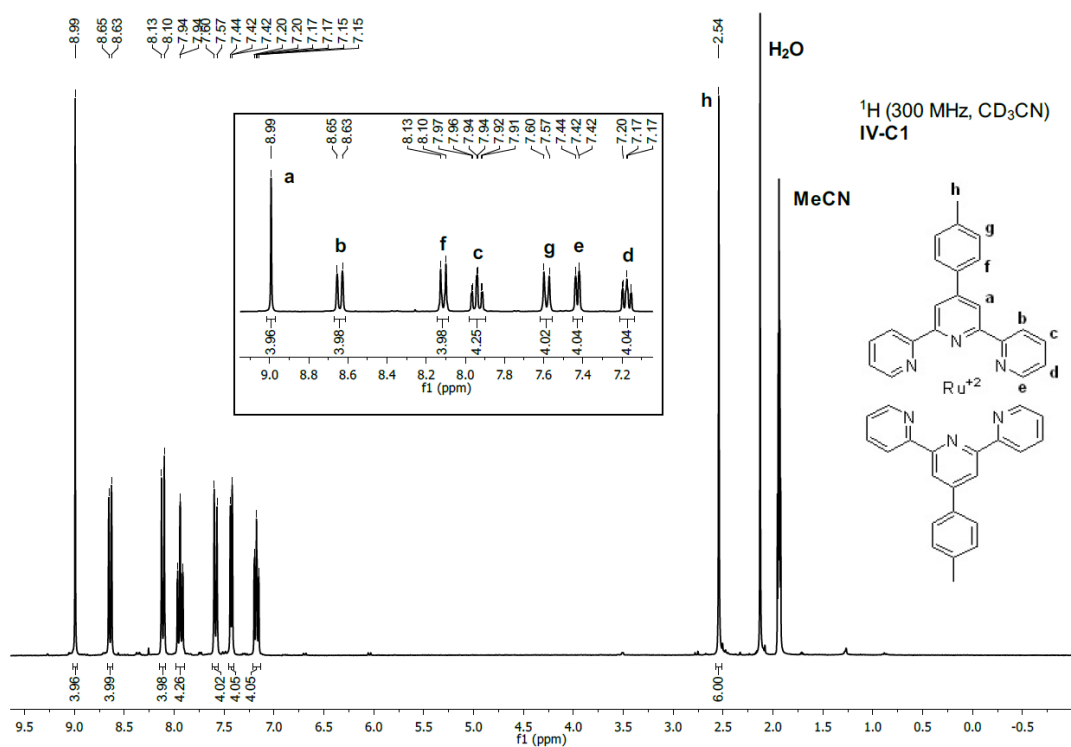 8.99
8.65
8.63
8.13
8.10
7.94
7.94
7.60
7.57
7.44
7.42
7.42
7.20
7.20
7.17
7.17
7.15
7.15
2.54
H₂O
h
¹H (300 MHz, CD₃CN)
IV-C1
MeCN
8.99
8.65
8.63
8.13
8.10
7.97
7.96
7.94
7.94
7.92
7.91
7.60
7.57
7.44
7.42
7.42
7.20
7.17
7.17
a
b
f
c
g
e
d
3.96
3.98
3.98
4.25
4.02
4.04
4.04
9.0 8.8 8.6 8.4 8.2 8.0 7.8 7.6 7.4 7.2
f1 (ppm)
h
g
f
a
b
c
N
N
N
d
Ru⁺²
e
N
N
N
3.96
3.99
3.98
4.26
4.02
4.05
4.05
6.00
9.5 9.0 8.5 8.0 7.5 7.0 6.5 6.0 5.5 5.0 4.5 4.0 3.5 3.0 2.5 2.0 1.5 1.0 0.5 0.0 -0.5
f1 (ppm)